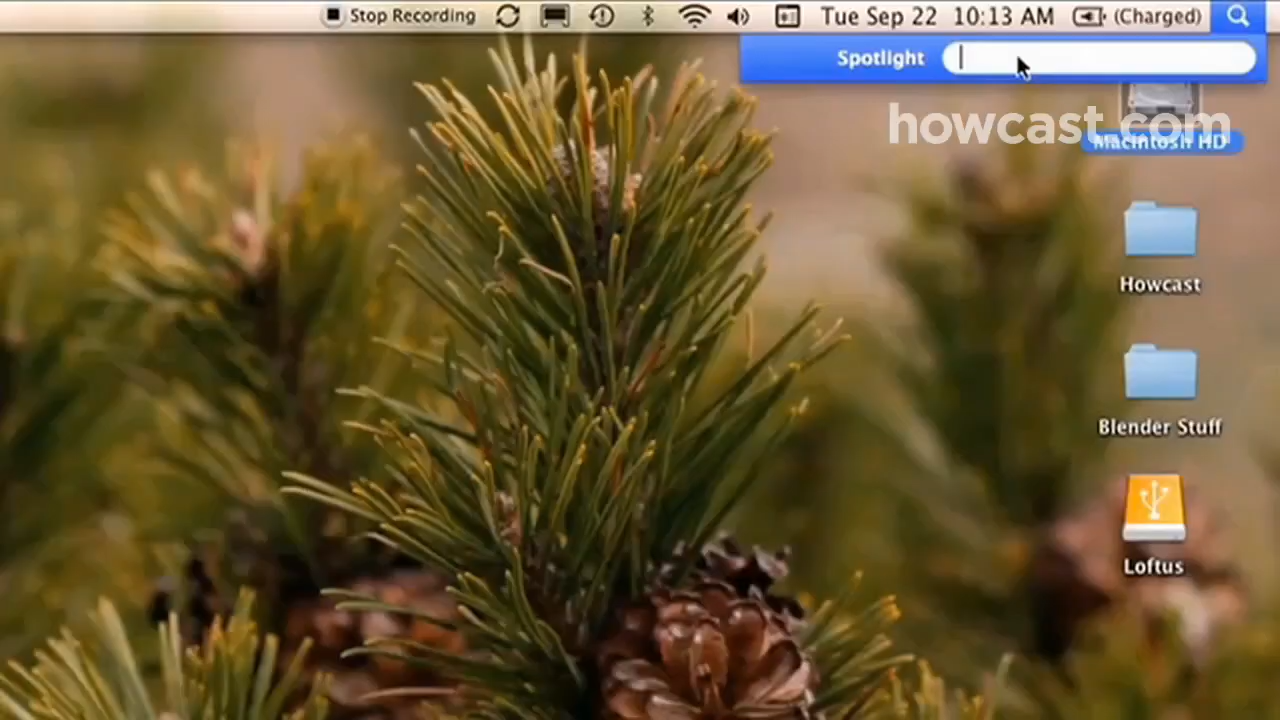 Stop Recording Tue Sep 22 10:13 AM (Charged)
Spotlight
howcast.com
Macintosh HD
Howcast
Blender Stuff
Loftus